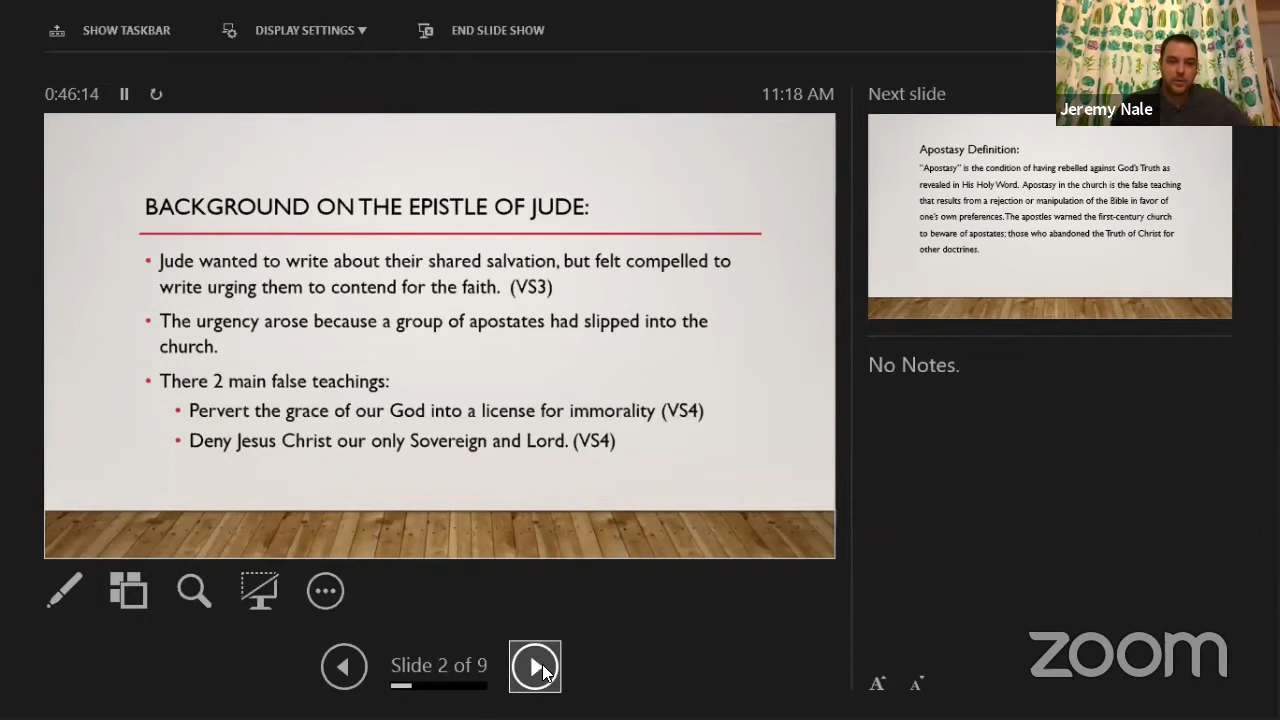 SHOW TASKBAR
DISPLAY SETTINGS ▼
END SLIDE SHOW
0:46:14
11:18 AM
Next slide
Jeremy Nale
BACKGROUND ON THE EPISTLE OF JUDE:
• Jude wanted to write about their shared salvation, but felt compelled to
write urging them to contend for the faith. (VS3)
• The urgency arose because a group of apostates had slipped into the
church.
• There 2 main false teachings:
• Pervert the grace of our God into a license for immorality (VS4)
• Deny Jesus Christ our only Sovereign and Lord. (VS4)
Apostasy Definition:
"Apostasy" is the condition of having rebelled against God's Truth as
revealed in His Holy Word. Apostasy in the church is the false teaching
that results from a rejection or manipulation of the Bible in favor of
one's own preferences. The apostles warned the first-century church
to beware of apostates; those who abandoned the Truth of Christ for
other doctrines.
No Notes.
Slide 2 of 9
A A
zoom